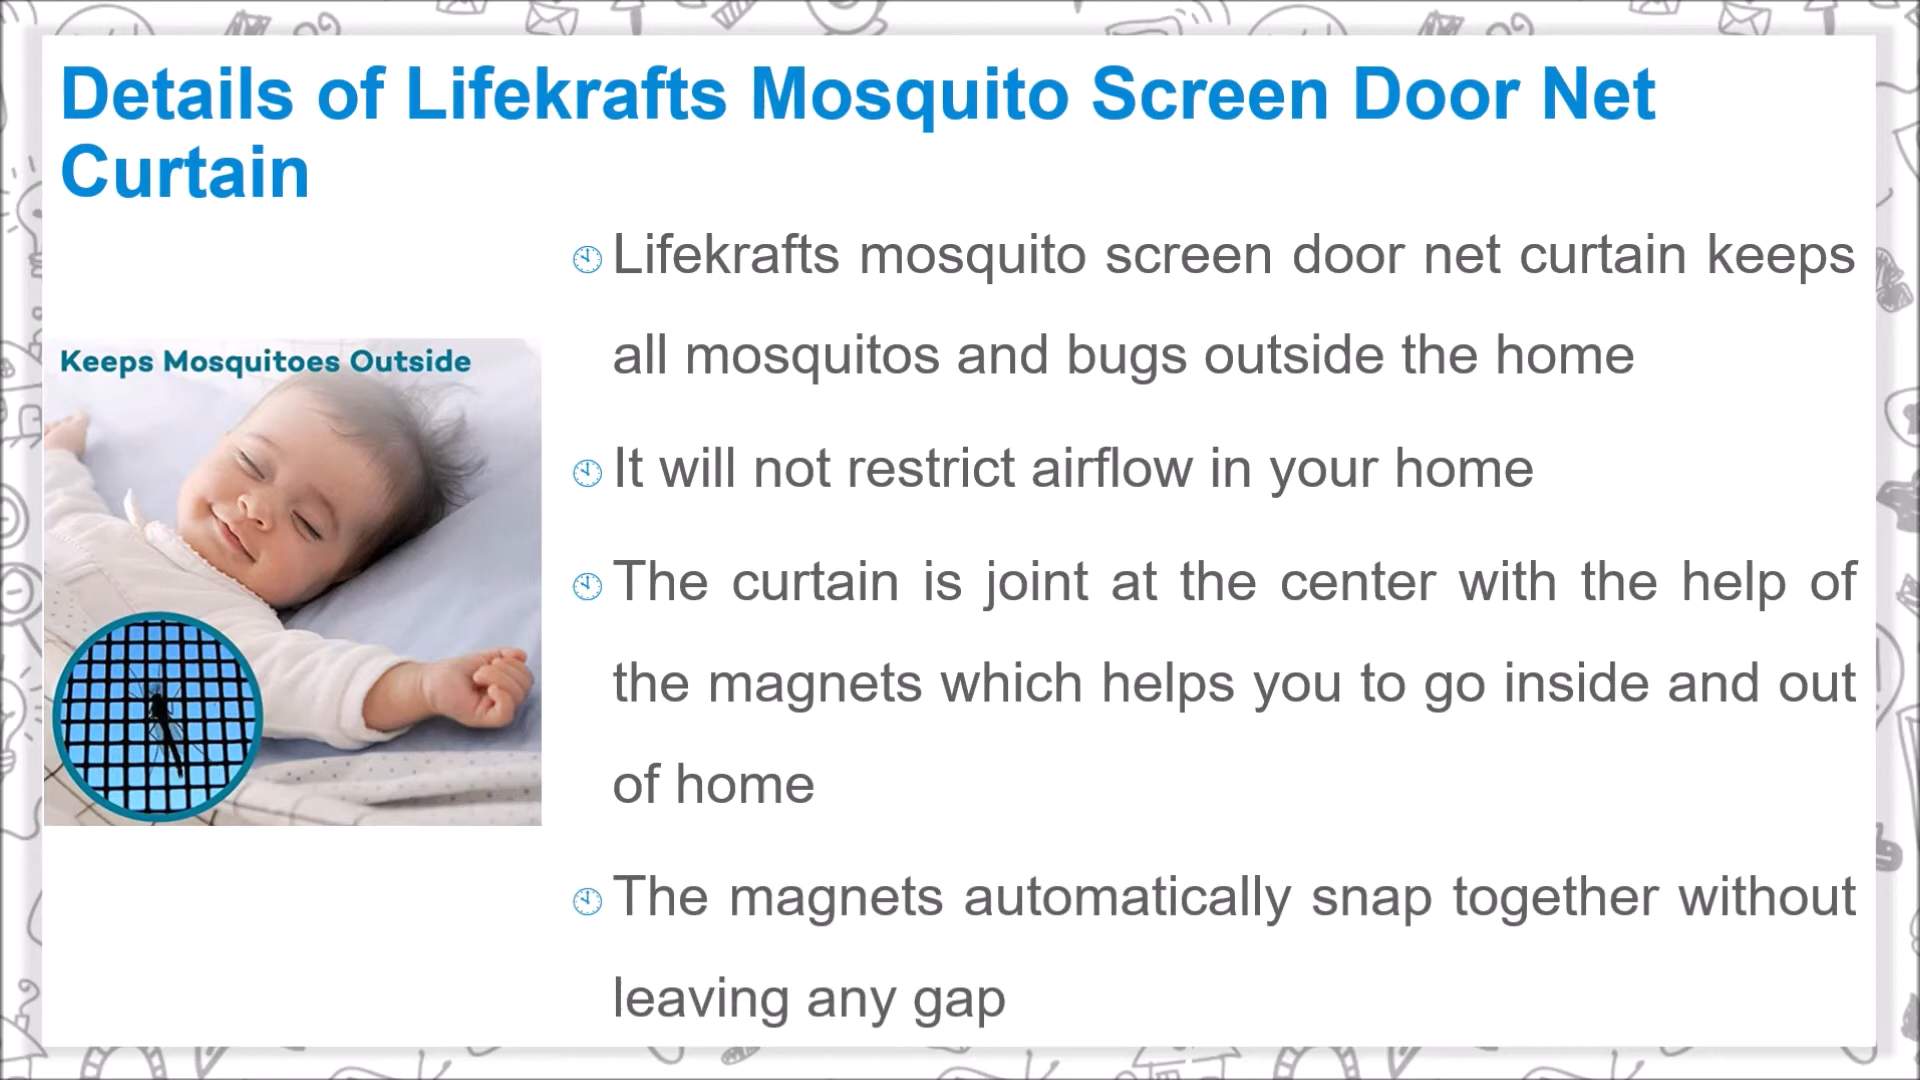 Details of Lifekrafts Mosquito Screen Door Net
Curtain
Keeps Mosquitoes Outside
Lifekrafts mosquito screen door net curtain keeps
all mosquitos and bugs outside the home
It will not restrict airflow in your home
The curtain is joint at the center with the help of
the magnets which helps you to go inside and out
of home
The magnets automatically snap together without
leaving any gap